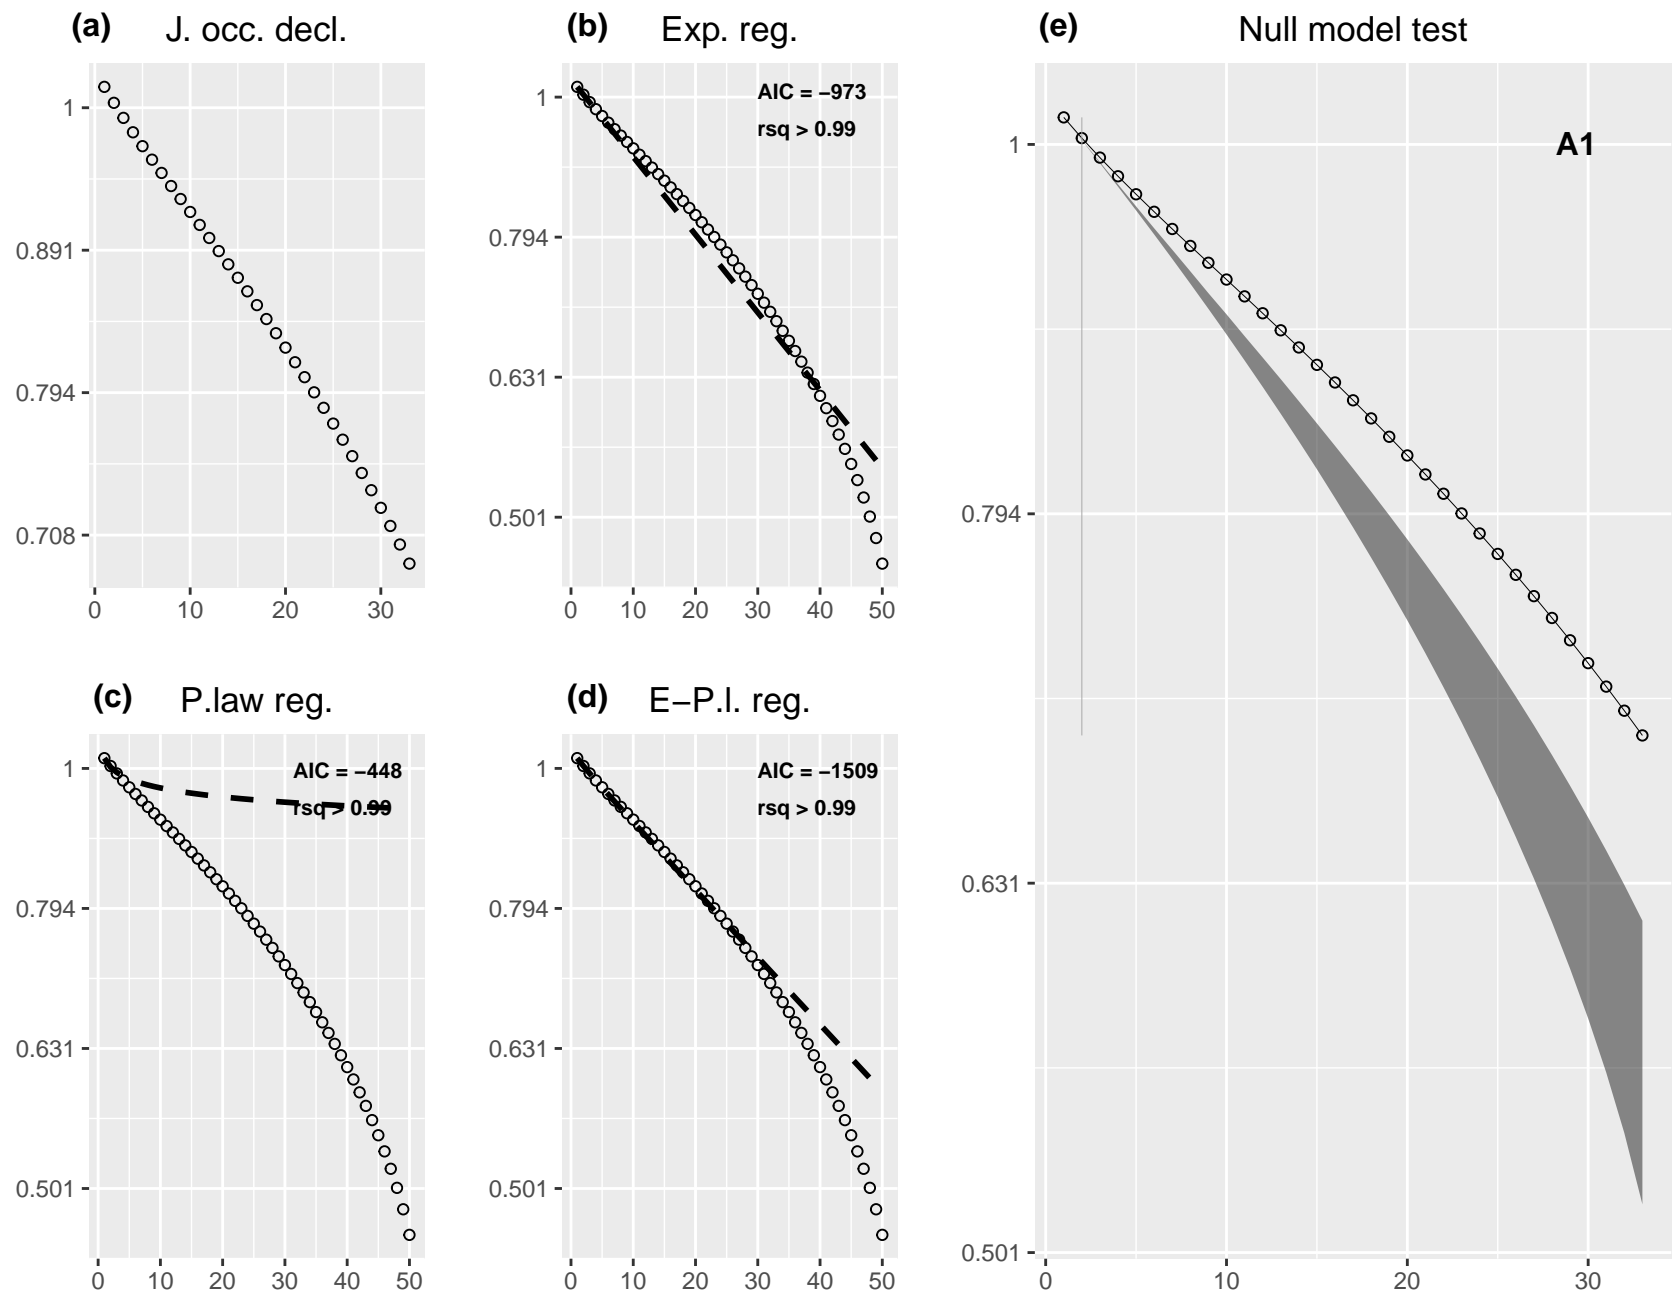 (a) J. occ. decl.
1
0.891
0.794
0.708
0 10 20 30
(b) Exp. reg.
AIC = −973
rsq > 0.99
1
0.794
0.631
0.501
0 10 20 30 40 50
(c) P.law reg.
AIC = −448
rsq > 0.99
1
0.794
0.631
0.501
0 10 20 30 40 50
(d) E−P.l. reg.
AIC = −1509
rsq > 0.99
1
0.794
0.631
0.501
0 10 20 30 40 50
(e) Null model test
A1
1
0.794
0.631
0.501
0 10 20 30